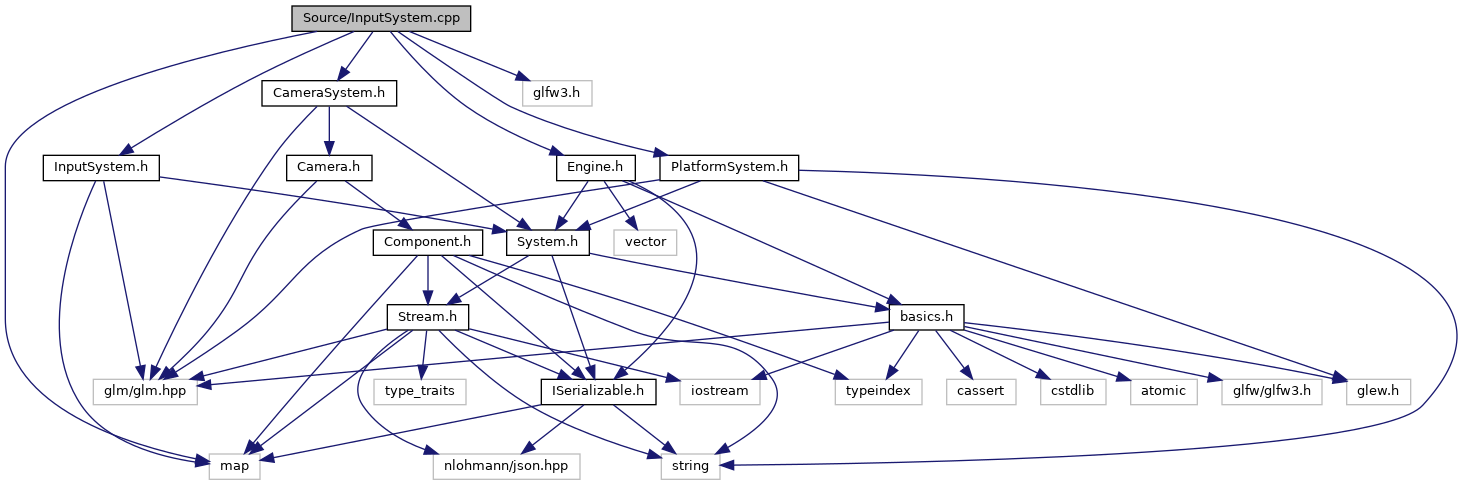 Source/InputSystem.cpp
CameraSystem.h
glfw3.h
InputSystem.h
Camera.h
Engine.h
PlatformSystem.h
Component.h
System.h
vector
Stream.h
basics.h
glm/glm.hpp
type_traits
ISerializable.h
iostream
typeindex
cassert
cstdlib
atomic
glfw/glfw3.h
glew.h
map
nlohmann/json.hpp
string